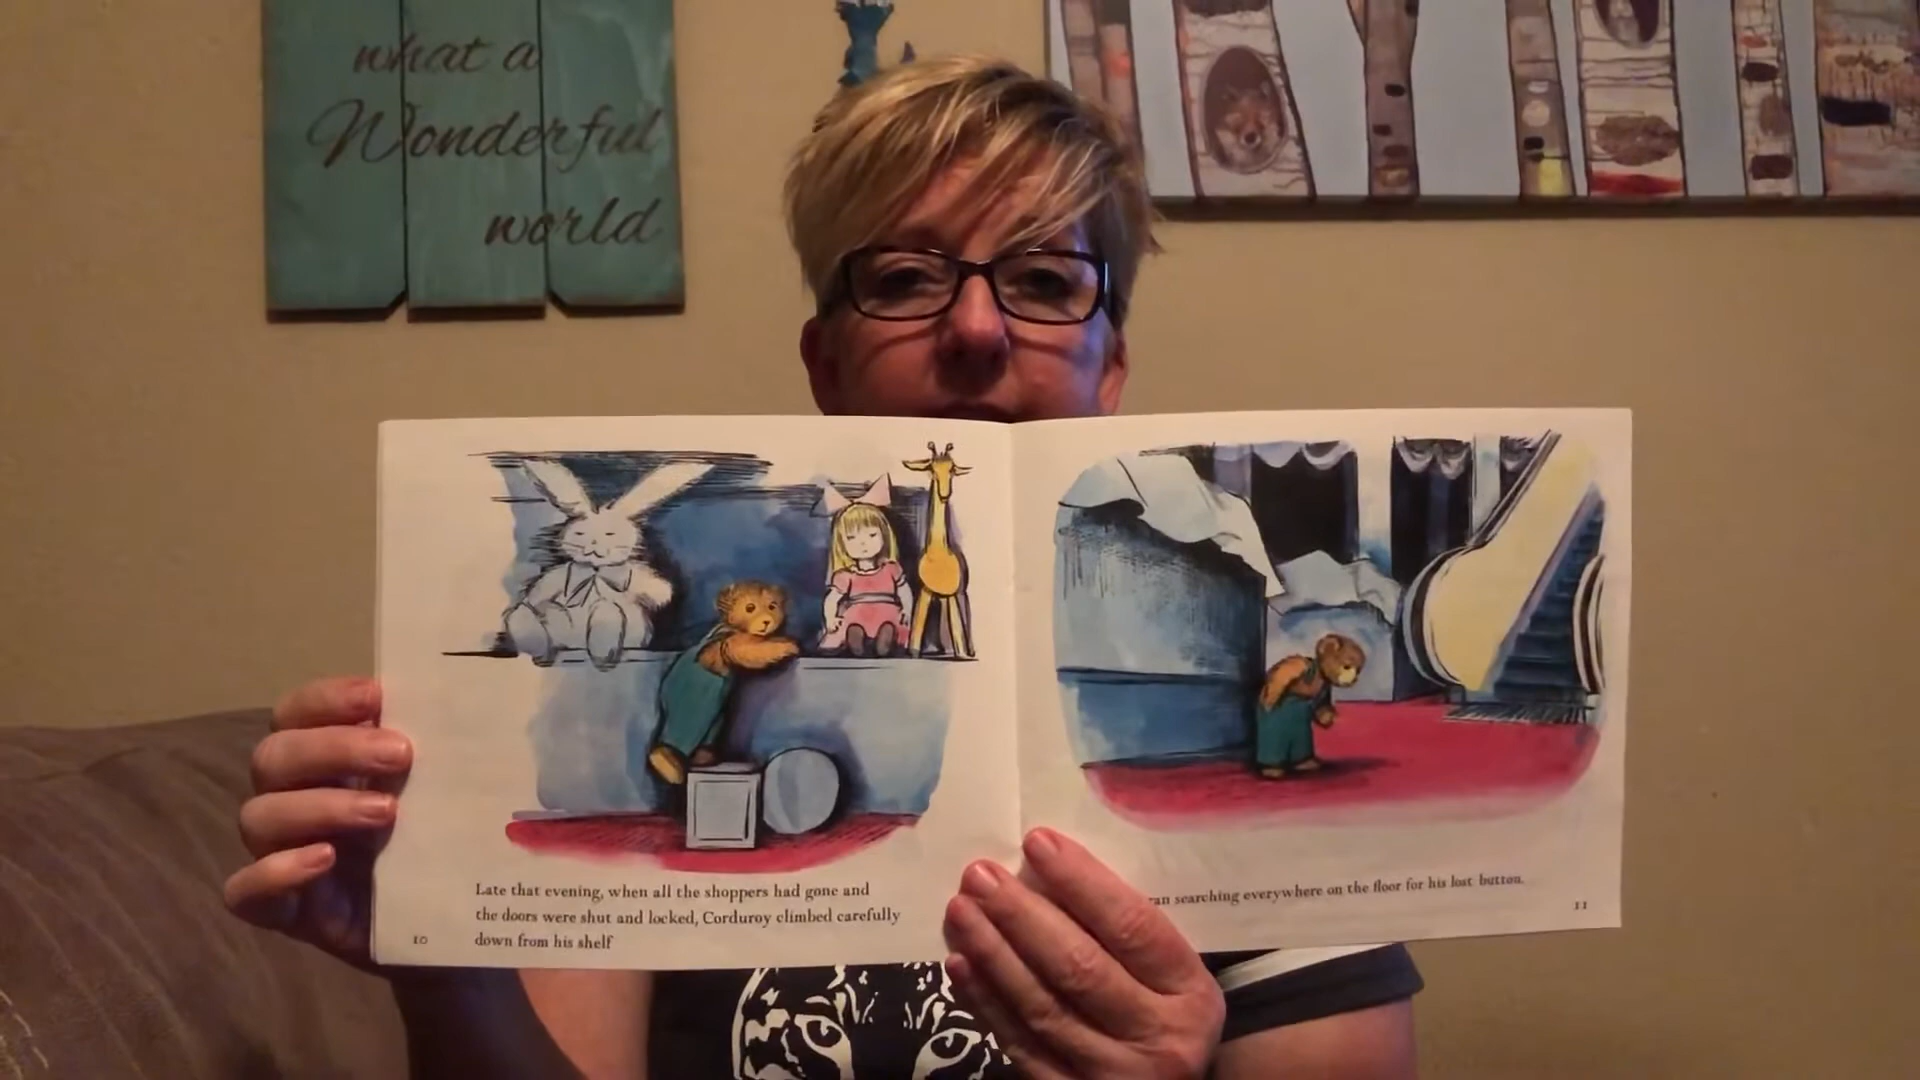 what a
Wonderful
world
Late that evening, when all the shoppers had gone and
the doors were shut and locked, Corduroy climbed carefully
down from his shelf
10
searching everywhere on the floor for his lost button.
11